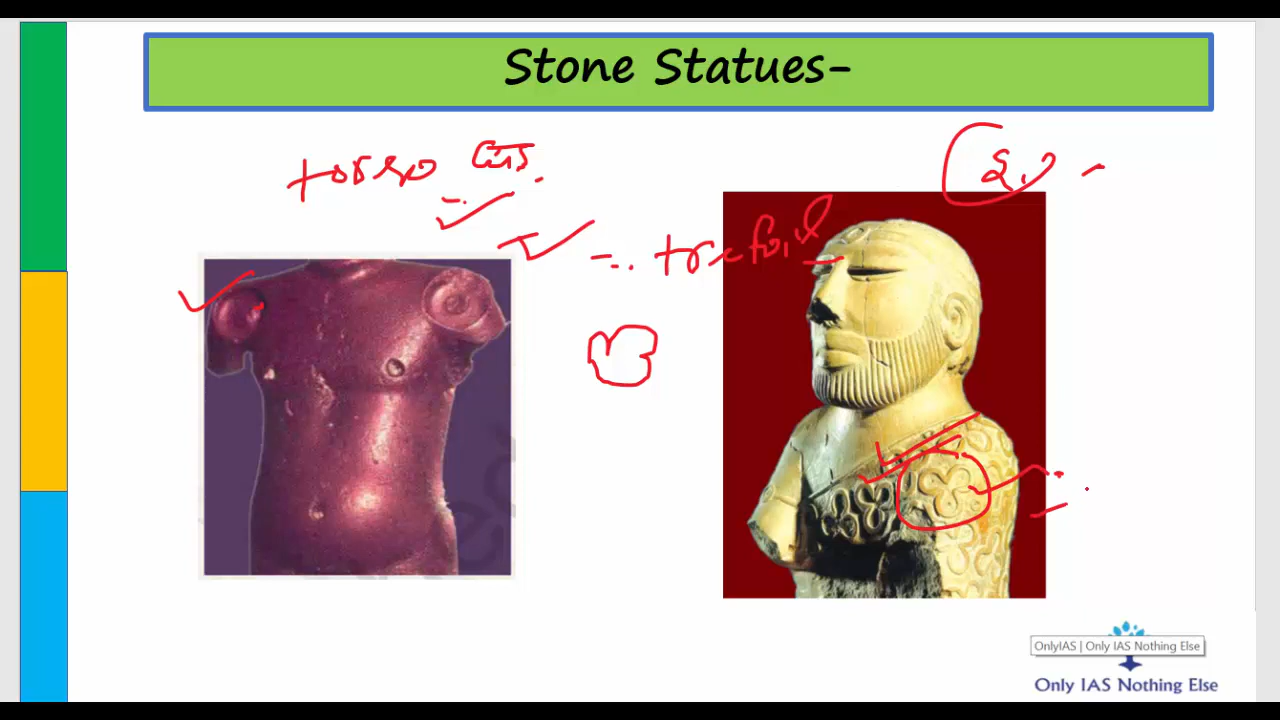 Stone Statues-
torso
trefoil
OnlyIAS | Only IAS Nothing Else
Only IAS Nothing Else